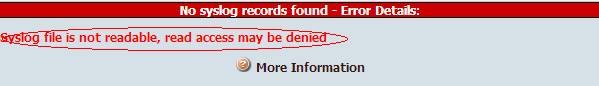 No syslog records found - Error Details:
Syslog file is not readable, read access may be denied
More Information